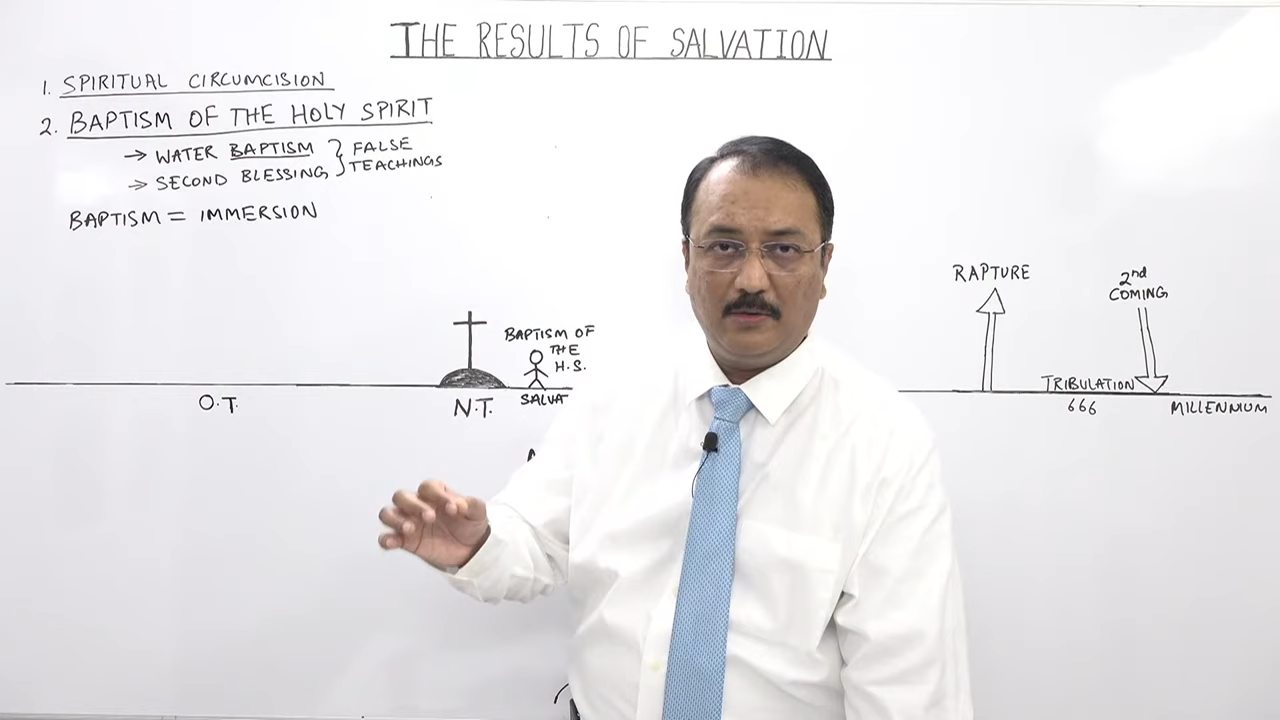 THE RESULTS OF SALVATION
1. SPIRITUAL CIRCUMCISION
2. BAPTISM OF THE HOLY SPIRIT
→ WATER BAPTISM } FALSE
→ SECOND BLESSING } TEACHINGS
BAPTISM = IMMERSION
BAPTISM OF
THE
H.S.
SALVAT
O.T.
N.T.
RAPTURE
2nd
COMING
TRIBULATION
666
MILLENNIUM